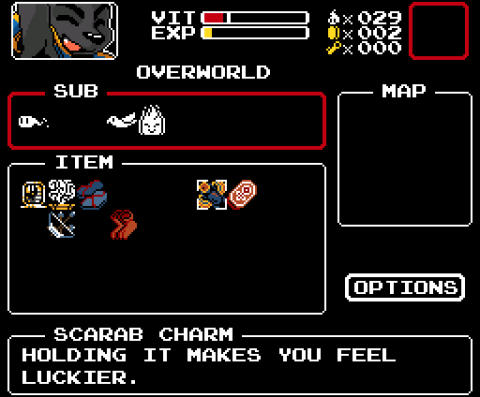 VIT
EXP
×029
×002
×000
OVERWORLD
SUB
MAP
ITEM
OPTIONS
SCARAB CHARM
HOLDING IT MAKES YOU FEEL
LUCKIER.